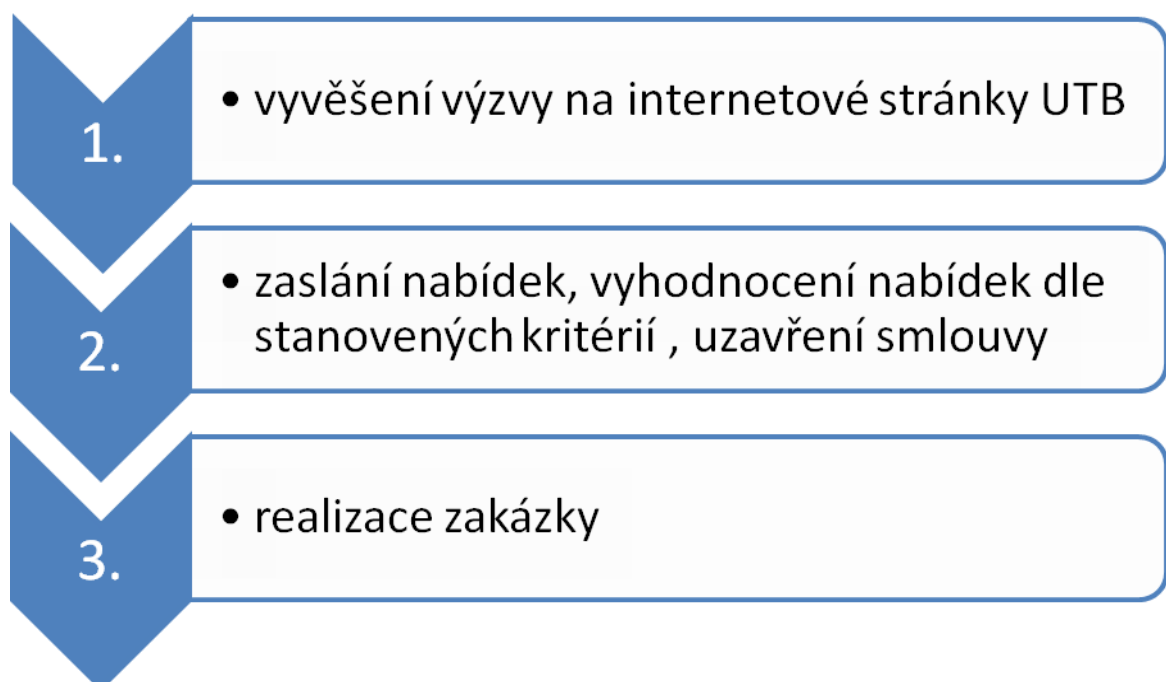 1.
• vyvěšení výzvy na internetové stránky UTB
2.
• zaslání nabídek, vyhodnocení nabídek dle
stanovených kritérií , uzavření smlouvy
3.
• realizace zakázky